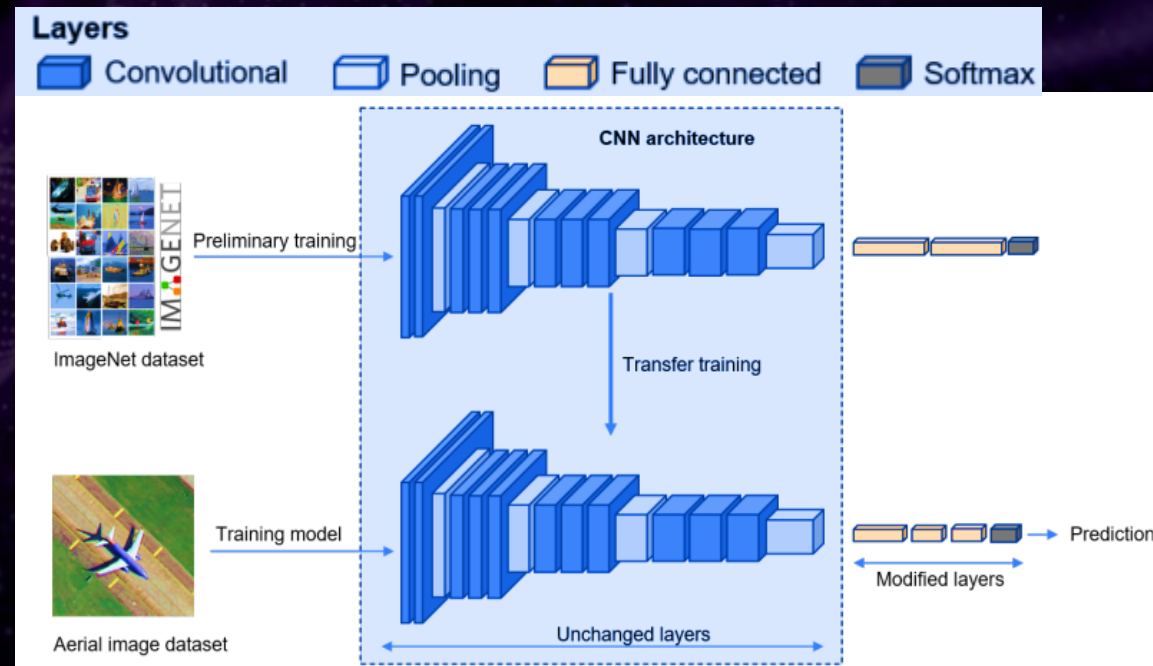 Layers
Convolutional Pooling Fully connected Softmax
CNN architecture
IMAGENET
Preliminary training
ImageNet dataset
Transfer training
Training model
Prediction
Modified layers
Unchanged layers
Aerial image dataset